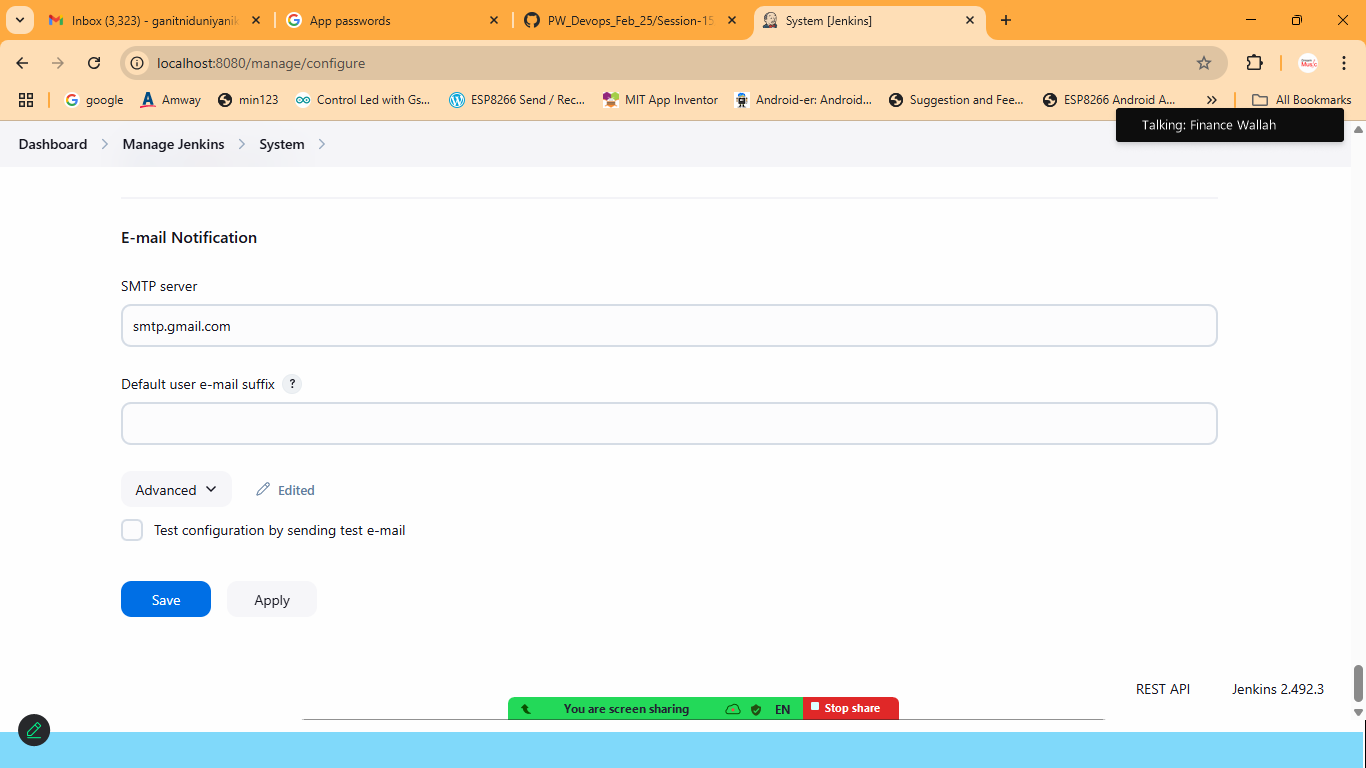 Inbox (3,323) - ganitniduniyanik
App passwords
PW_Devops_Feb_25/Session-15
System [Jenkins]
localhost:8080/manage/configure
google
Amway
min123
Control Led with Gs...
ESP8266 Send / Rec...
MIT App Inventor
Android-er: Android...
Suggestion and Fee...
ESP8266 Android A...
All Bookmarks
Talking: Finance Wallah
Dashboard > Manage Jenkins > System >
E-mail Notification
SMTP server
smtp.gmail.com
Default user e-mail suffix ?
Advanced
Edited
Test configuration by sending test e-mail
Save
Apply
REST API
Jenkins 2.492.3
You are screen sharing
EN
Stop share